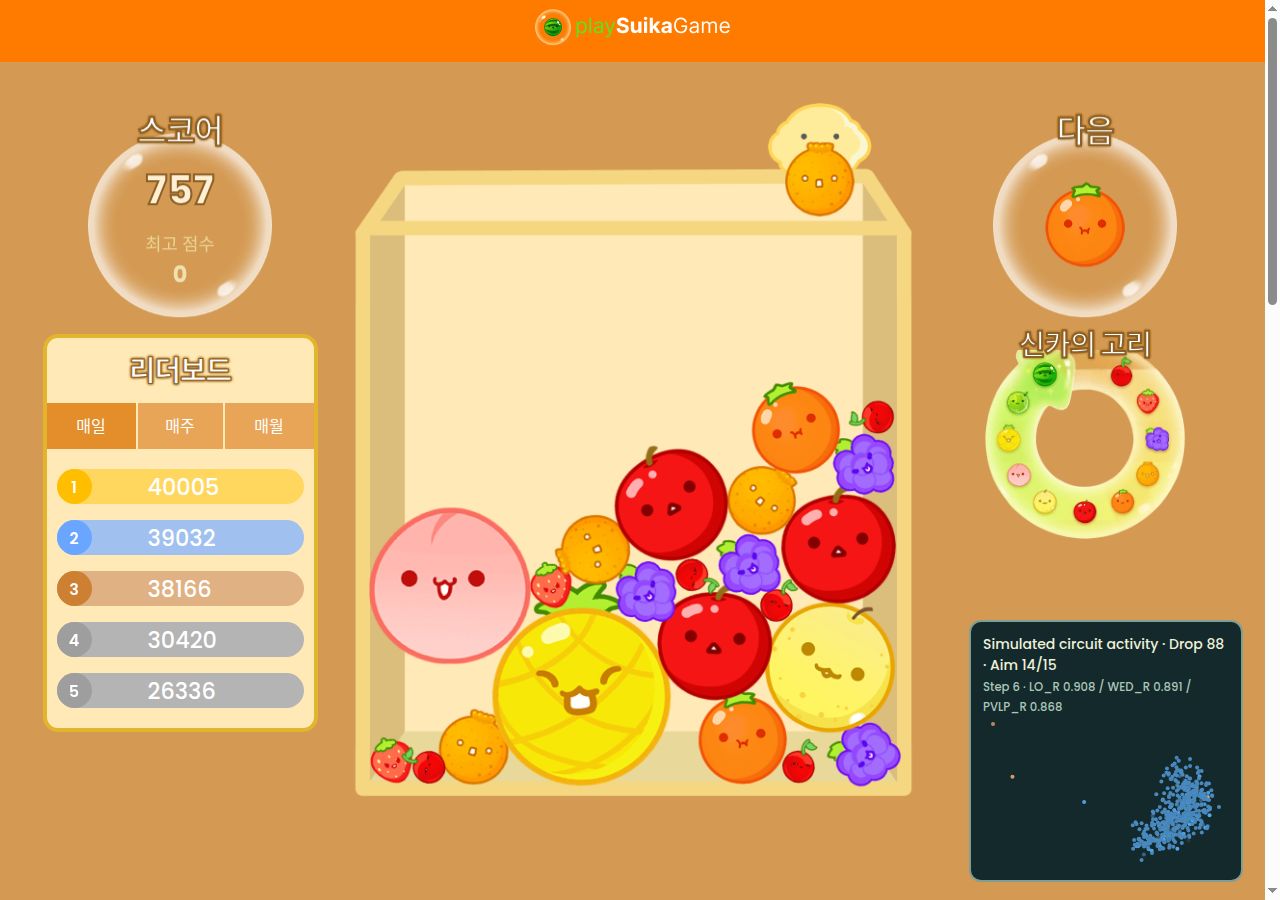 playSuikaGame
스코어
757
최고 점수
0
다음
신카의 고리
리더보드
매일 매주 매월
1 40005
2 39032
3 38166
4 30420
5 26336
Simulated circuit activity · Drop 88
· Aim 14/15
Step 6 · LO_R 0.908 / WED_R 0.891 /
PVLP_R 0.868